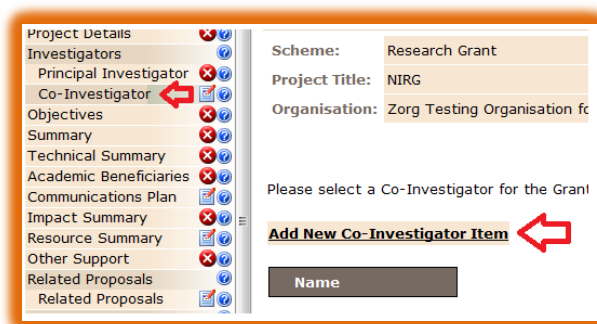 Project Details
Investigators
Principal Investigator
Co-Investigator
Objectives
Summary
Technical Summary
Academic Beneficiaries
Communications Plan
Impact Summary
Resource Summary
Other Support
Related Proposals
Related Proposals
Scheme: Research Grant
Project Title: NIRG
Organisation: Zorg Testing Organisation fo
Please select a Co-Investigator for the Grant
Add New Co-Investigator Item
Name